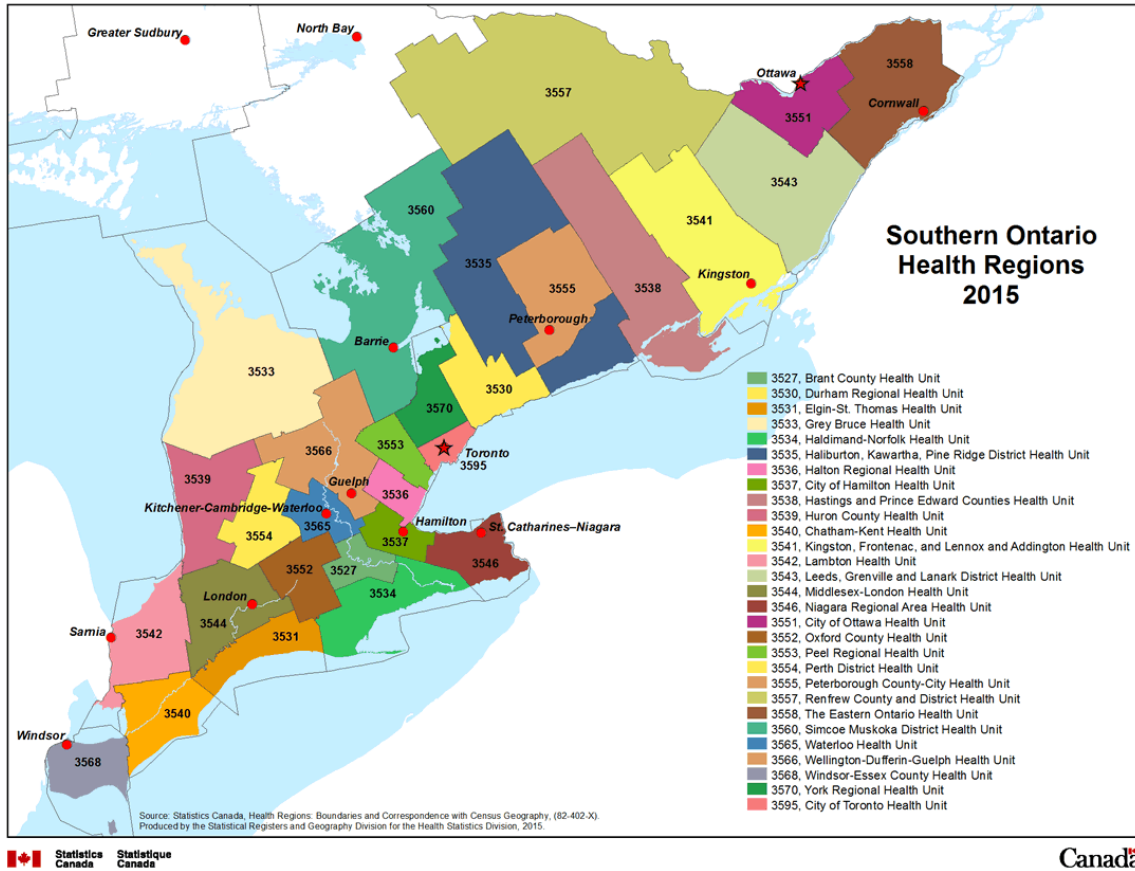 Greater Sudbury
North Bay
Ottawa
3558
3557
Cornwall
3551
3543
3560
3541
Southern Ontario
Health Regions
2015
3535
Kingston
3555
3538
Peterborough
Barrie
3533
3530
3570
3566
3553
Toronto
3595
3539
Guelph
3536
Kitchener-Cambridge-Waterloo
3565
Hamilton
St. Catharines–Niagara
3554
3537
3552
3527
3546
3534
London
3544
3531
Sarnia
3542
3540
Windsor
3568
3527, Brant County Health Unit
3530, Durham Regional Health Unit
3531, Elgin-St. Thomas Health Unit
3533, Grey Bruce Health Unit
3534, Haldimand-Norfolk Health Unit
3535, Haliburton, Kawartha, Pine Ridge District Health Unit
3536, Halton Regional Health Unit
3537, City of Hamilton Health Unit
3538, Hastings and Prince Edward Counties Health Unit
3539, Huron County Health Unit
3540, Chatham-Kent Health Unit
3541, Kingston, Frontenac, and Lennox and Addington Health Unit
3542, Lambton Health Unit
3543, Leeds, Grenville and Lanark District Health Unit
3544, Middlesex-London Health Unit
3546, Niagara Regional Area Health Unit
3551, City of Ottawa Health Unit
3552, Oxford County Health Unit
3553, Peel Regional Health Unit
3554, Perth District Health Unit
3555, Peterborough County-City Health Unit
3557, Renfrew County and District Health Unit
3558, The Eastern Ontario Health Unit
3560, Simcoe Muskoka District Health Unit
3565, Waterloo Health Unit
3566, Wellington-Dufferin-Guelph Health Unit
3568, Windsor-Essex County Health Unit
3570, York Regional Health Unit
3595, City of Toronto Health Unit
Source: Statistics Canada, Health Regions: Boundaries and Correspondence with Census Geography, (82-402-X).
Produced by the Statistical Registers and Geography Division for the Health Statistics Division, 2015.
Statistics Canada
Statistique Canada
Canada